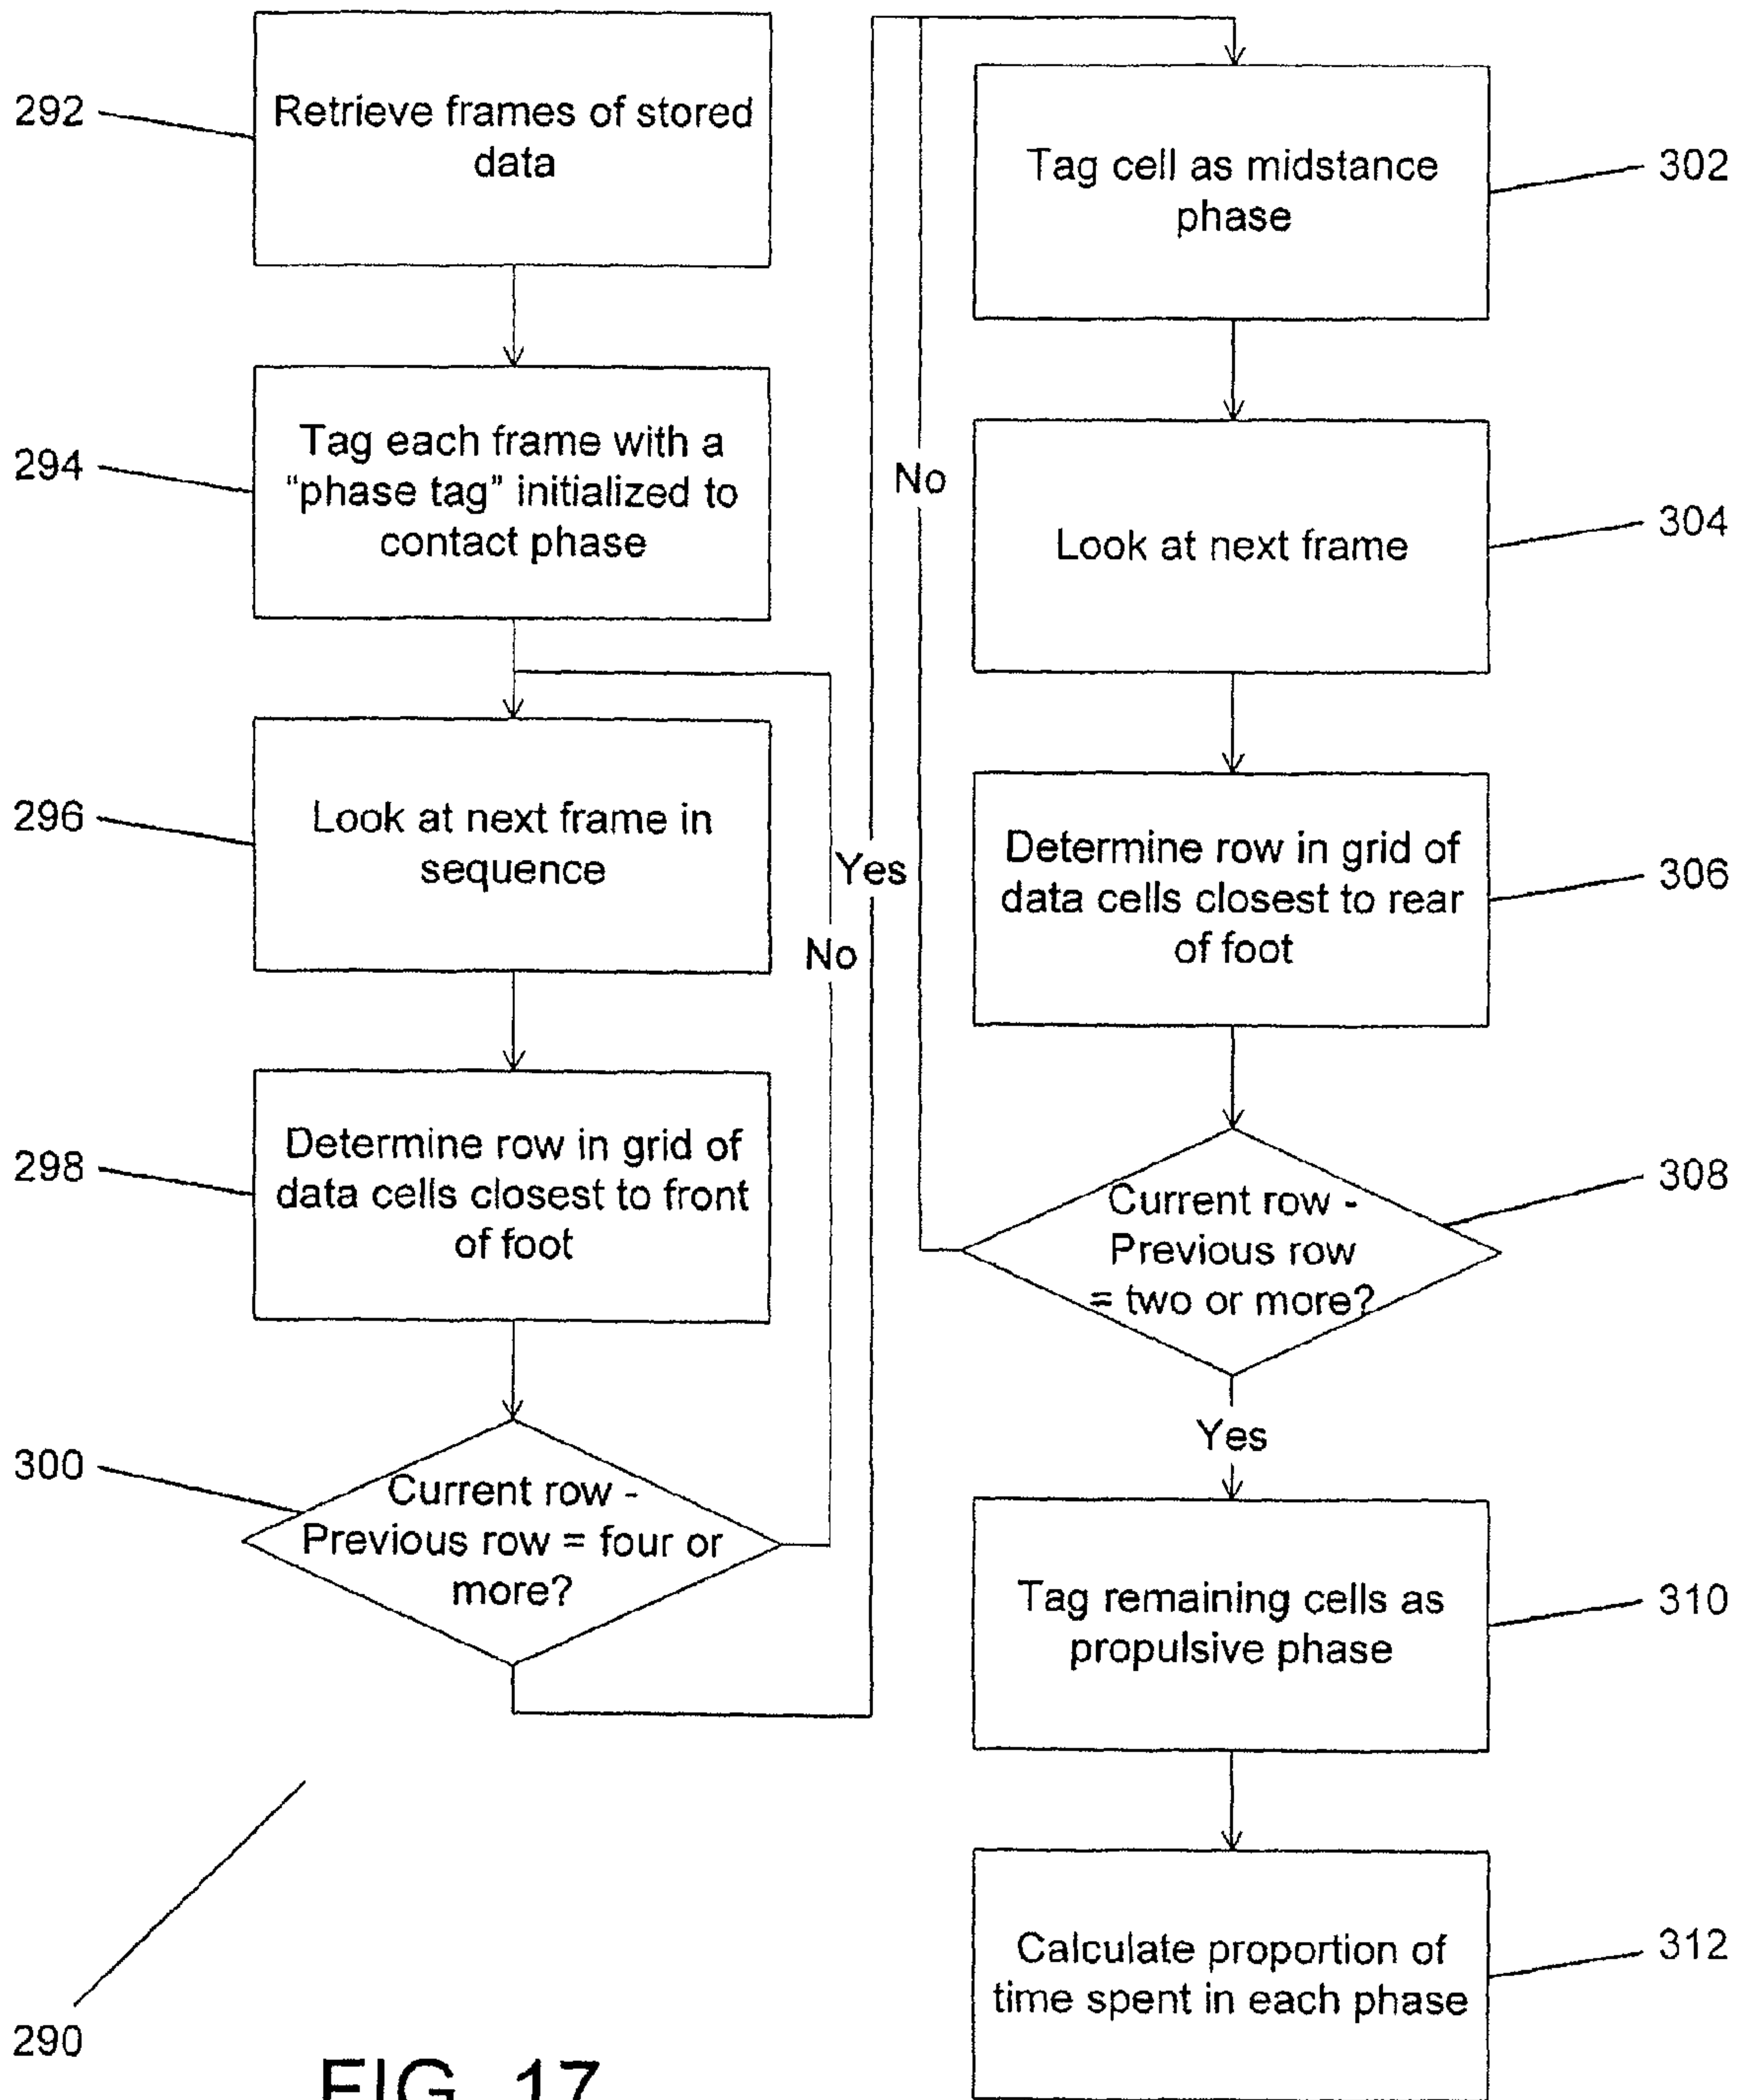 292
Retrieve frames of stored
data
294
Tag each frame with a
"phase tag" initialized to
contact phase
296
Look at next frame in
sequence
298
Determine row in grid of
data cells closest to front
of foot
300
Current row -
Previous row = four or
more?
No
Yes
No
302
Tag cell as midstance
phase
304
Look at next frame
306
Determine row in grid of
data cells closest to rear
of foot
308
Current row -
Previous row
= two or more?
Yes
310
Tag remaining cells as
propulsive phase
312
Calculate proportion of
time spent in each phase
290
FIG. 17